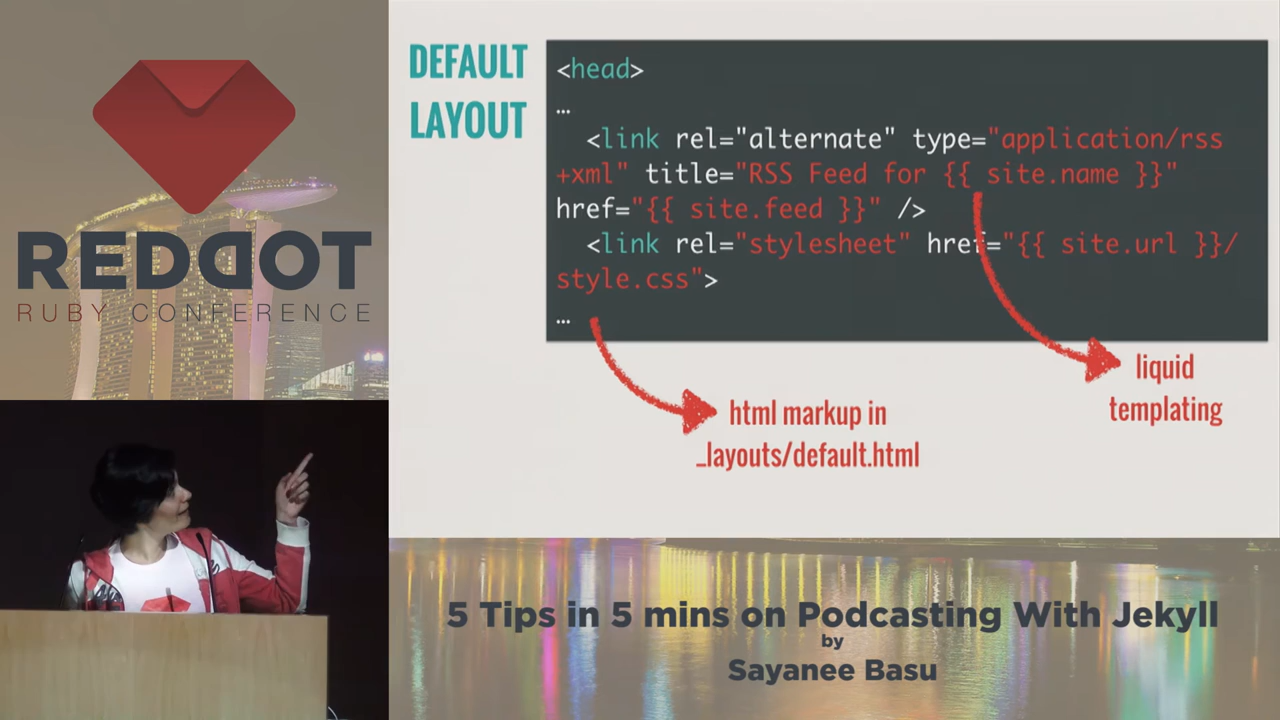 REDDOT
RUBY CONFERENCE
DEFAULT
LAYOUT
<head>
…
<link rel="alternate" type="application/rss
+xml" title="RSS Feed for {{ site.name }}"
href="{{ site.feed }}" />
<link rel="stylesheet" href="{{ site.url }}/
style.css">
…
liquid
templating
html markup in
_layouts/default.html
5 Tips in 5 mins on Podcasting With Jekyll
by
Sayanee Basu